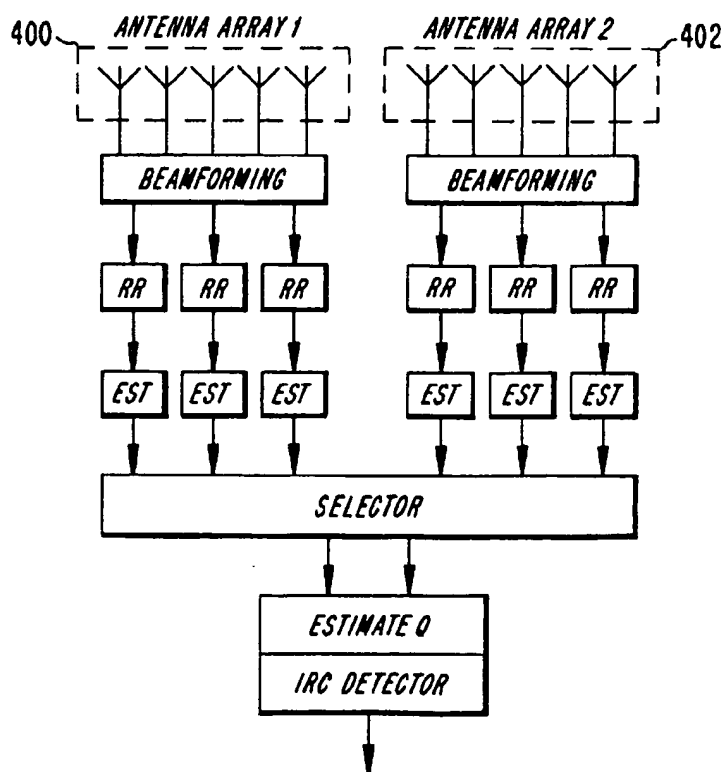 400 ANTENNA ARRAY 1 ANTENNA ARRAY 2 402
BEAMFORMING BEAMFORMING
RR RR RR RR RR RR
EST EST EST EST EST EST
SELECTOR
ESTIMATE Q
IRC DETECTOR